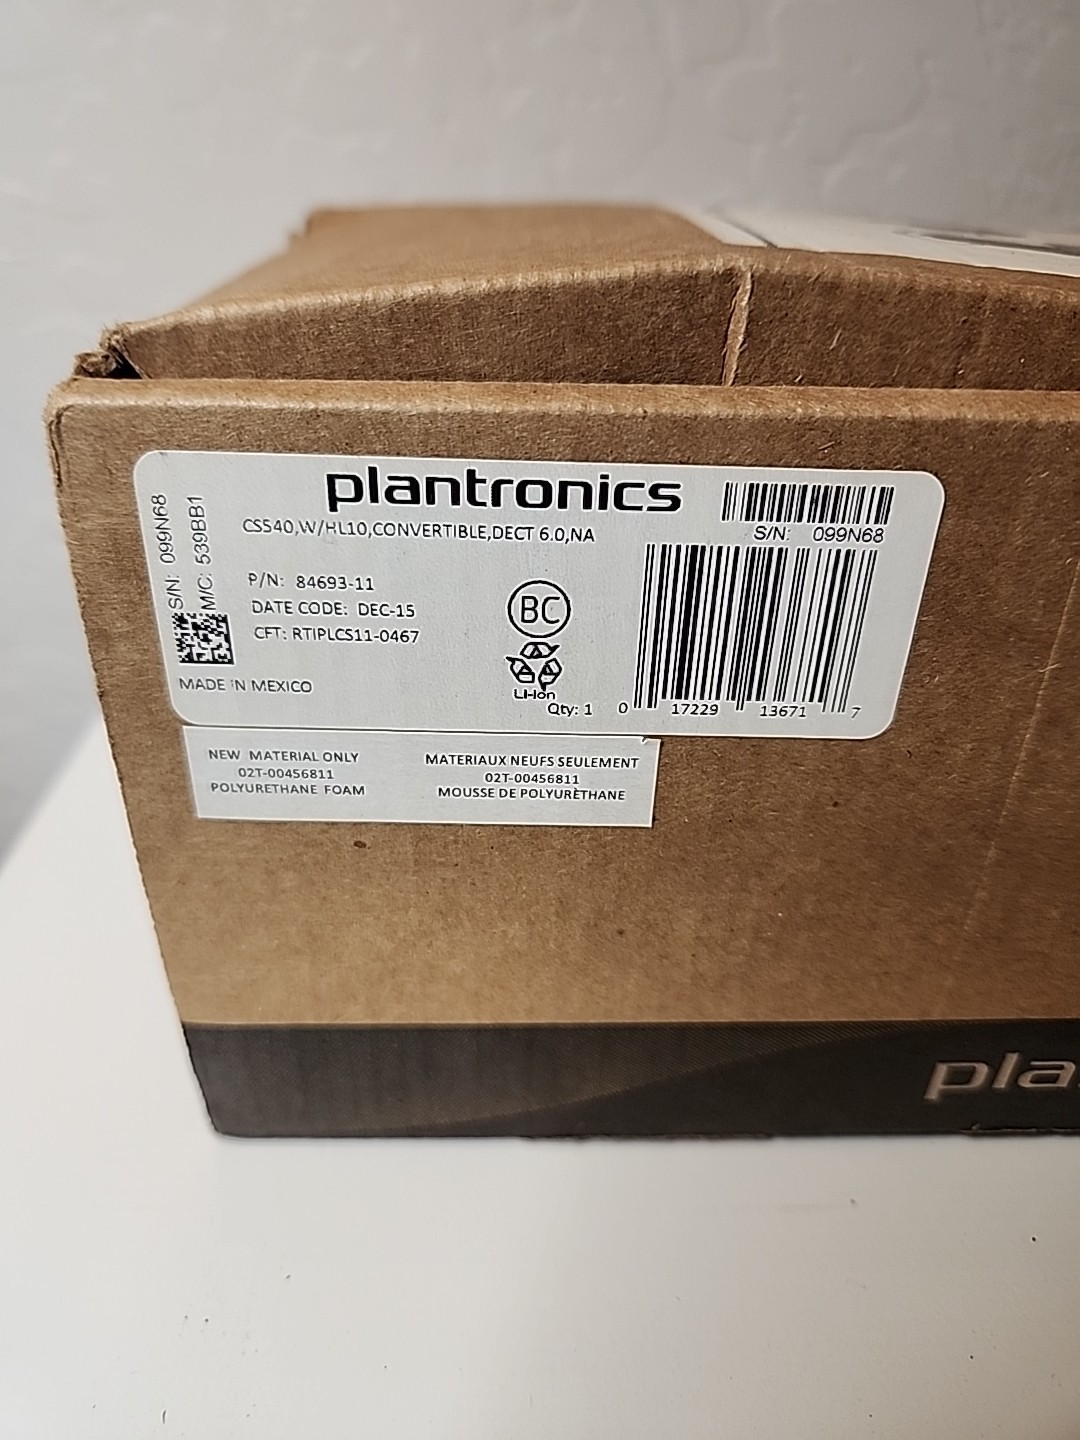 plantronics
CS540,W/HL10,CONVERTIBLE,DECT 6.0,NA
S/N: 099N68
S/N: 099N68
M/C: 539BB1
P/N: 84693-11
DATE CODE: DEC-15
CFT: RTIPLCS11-0467
BC
Li-Ion
MADE IN MEXICO
Qty: 1
0 17229 13671 7
NEW MATERIAL ONLY
02T-00456811
POLYURETHANE FOAM
MATERIAUX NEUFS SEULEMENT
02T-00456811
MOUSSE DE POLYURÈTHANE
pla